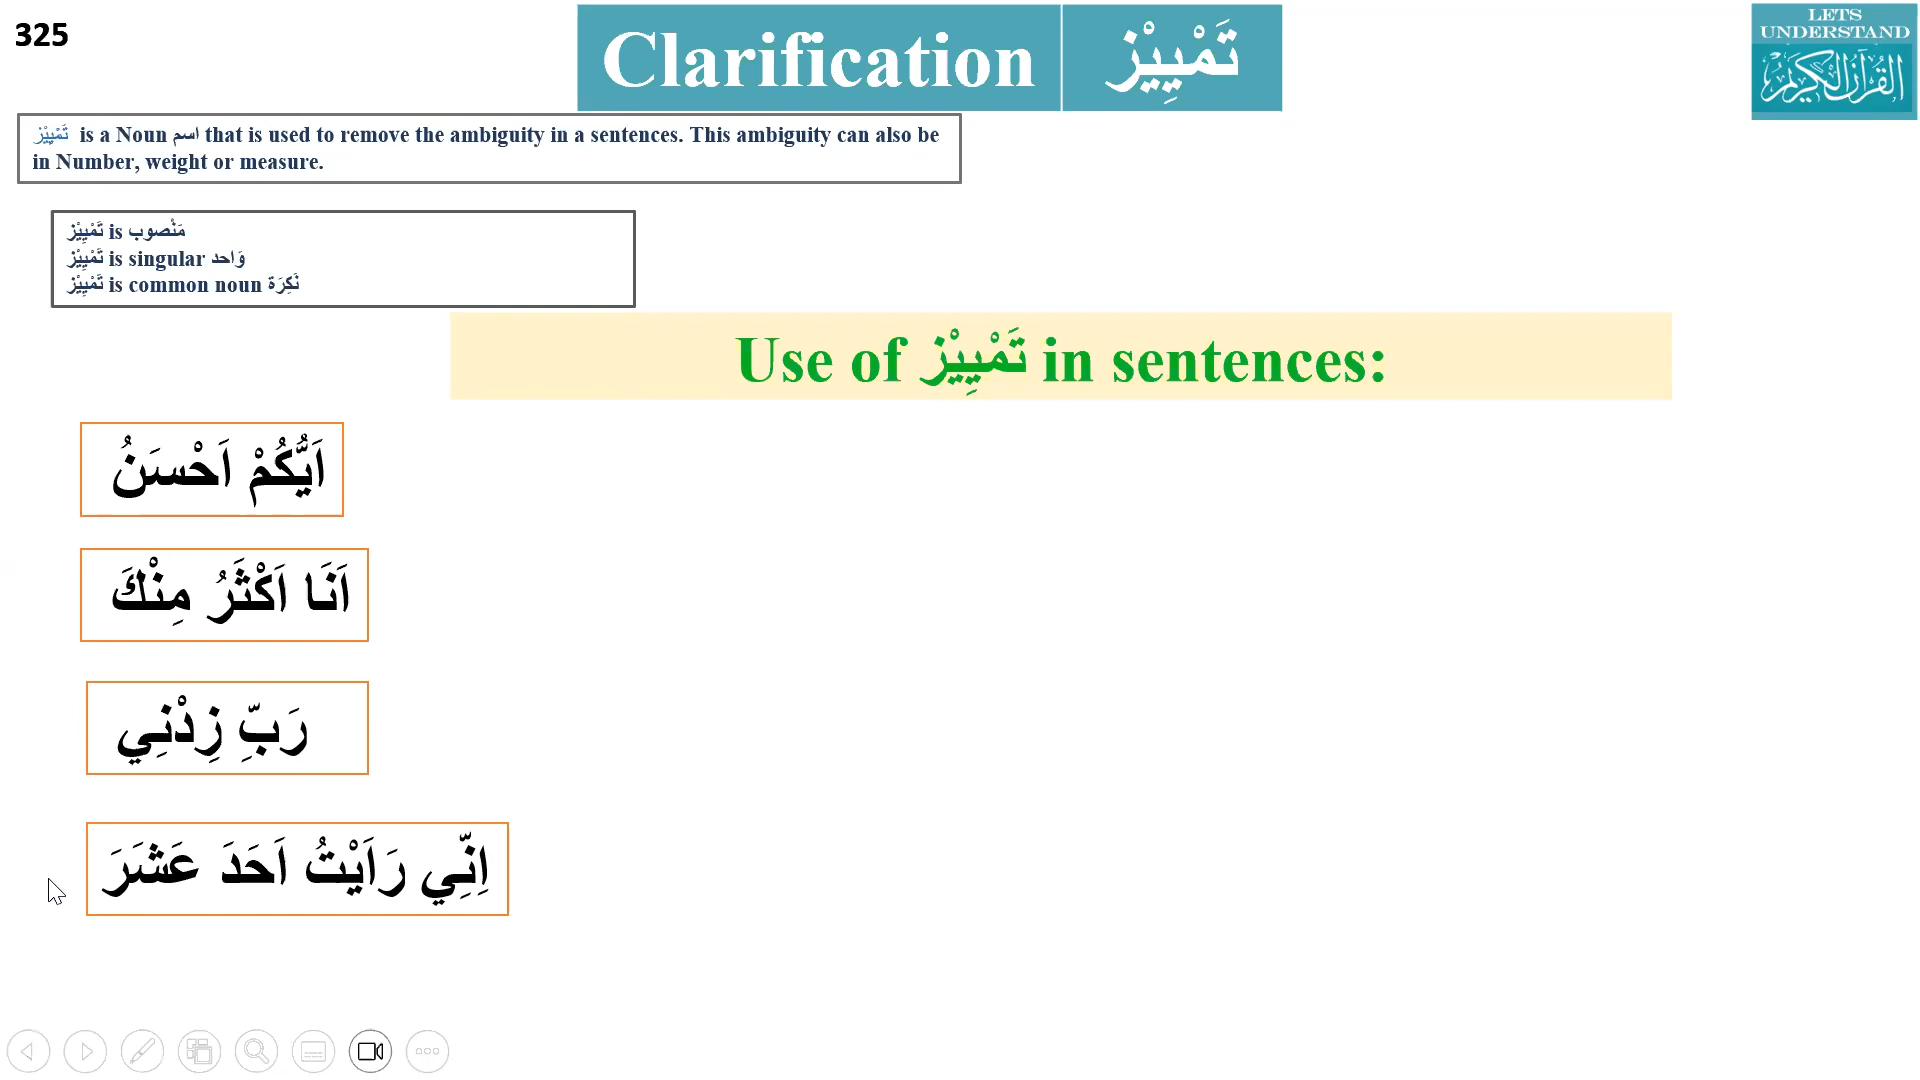 325
Clarification تَمْيِيْز
LETS
UNDERSTAND
القرآن الكريم
تَمْيِيْز is a Noun اسم that is used to remove the ambiguity in a sentences. This ambiguity can also be
in Number, weight or measure.
تَمْيِيْز is مَنْصوب
تَمْيِيْز is singular وَاحد
تَمْيِيْز is common noun نَكِرَة
Use of تَمْيِيْز in sentences:
اَيُّكُمْ اَحْسَنُ
اَنَا اَكْثَرُ مِنْكَ
رَبِّ زِدْنِي
اِنِّي رَاَيْتُ اَحَدَ عَشَرَ